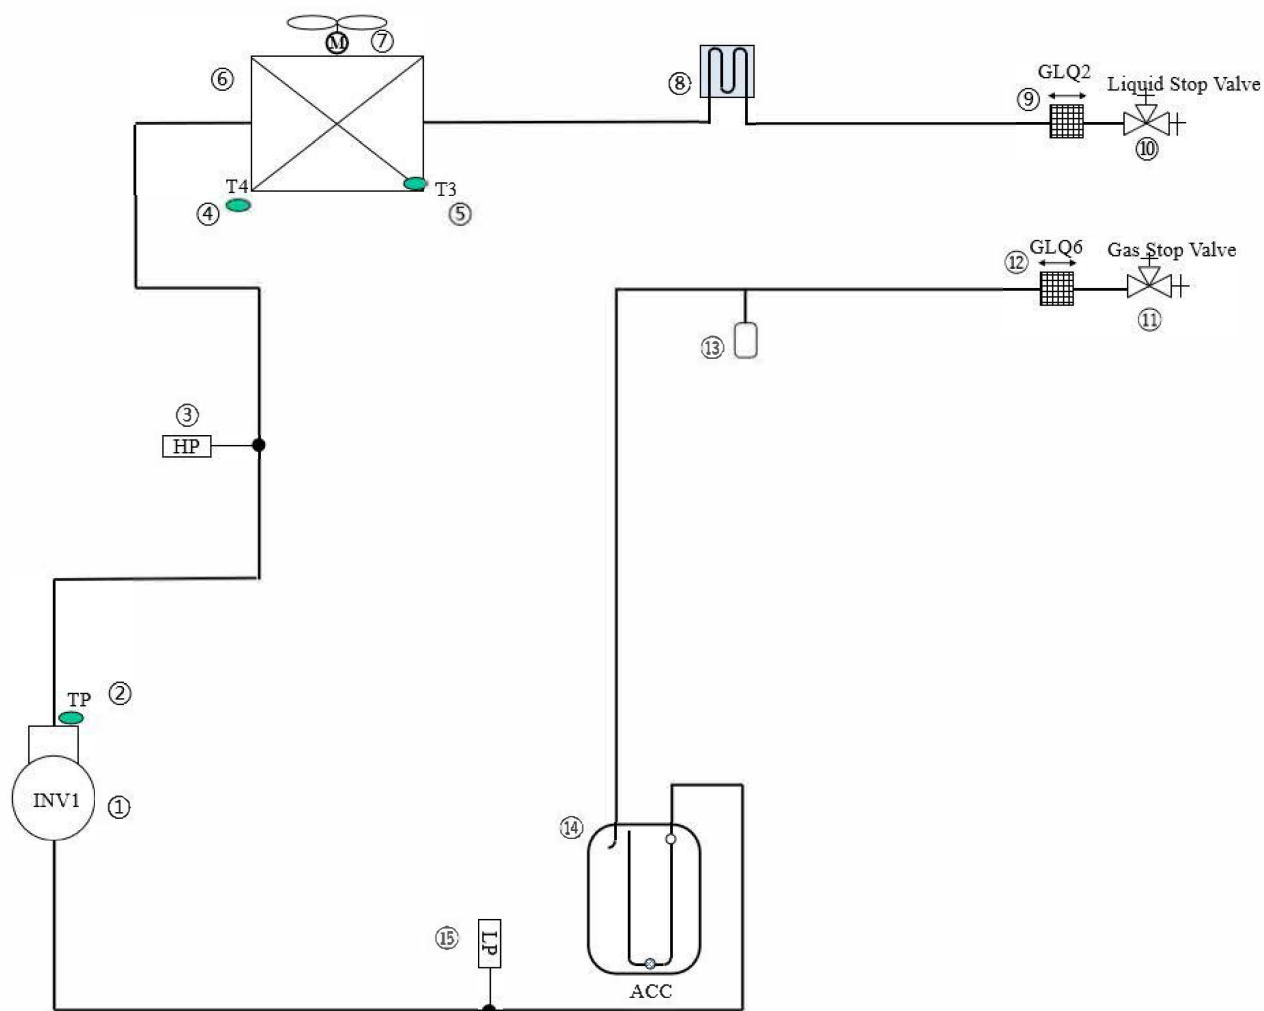 ⑦
M
⑥
⑧
GLQ2
Liquid Stop Valve
⑨
⑩
T4
T3
④
⑤
GLQ6
Gas Stop Valve
⑫
⑪
⑬
③
HP
②
TP
INV1
①
⑭
⑮
LP
ACC